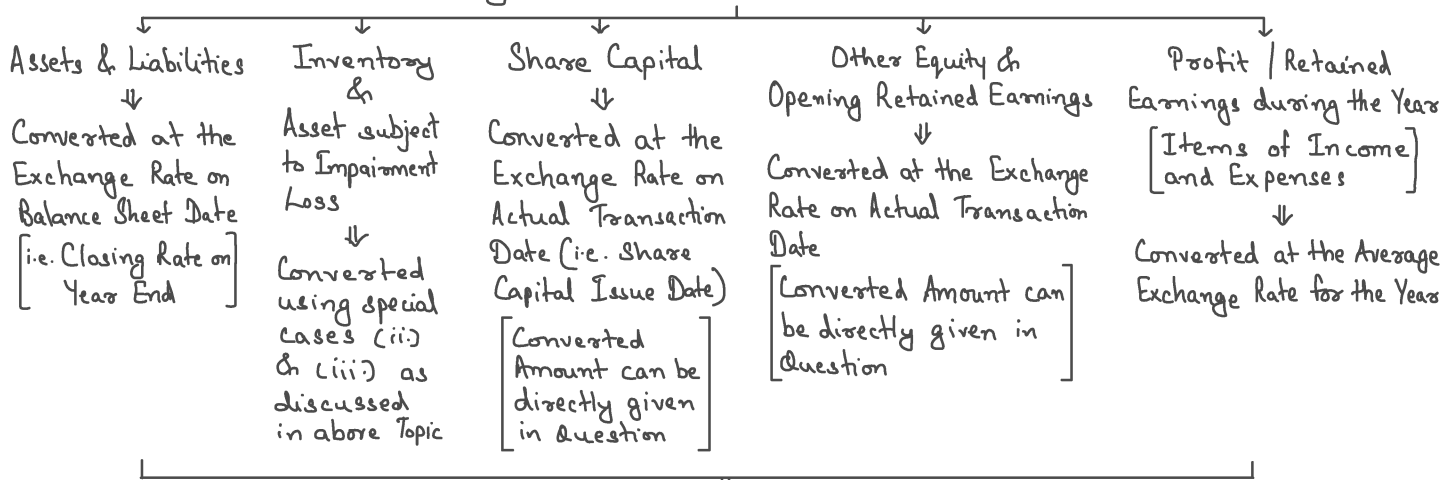 Assets & Liabilities
⇓
Converted at the
Exchange Rate on
Balance Sheet Date
[i.e. Closing Rate on
Year End]
Inventory
&
Asset subject
to Impairment
Loss
⇓
Converted
using special
cases (ii.)
& (iii.) as
discussed
in above Topic
Share Capital
⇓
Converted at the
Exchange Rate on
Actual Transaction
Date (i.e. Share
Capital Issue Date)
[Converted
Amount can be
directly given
in Question]
Other Equity &
Opening Retained Earnings
⇓
Converted at the Exchange
Rate on Actual Transaction
Date
[Converted Amount can
be directly given in
Question]
Profit / Retained
Earnings during the Year
[Items of Income
and Expenses]
⇓
Converted at the Average
Exchange Rate for the Year